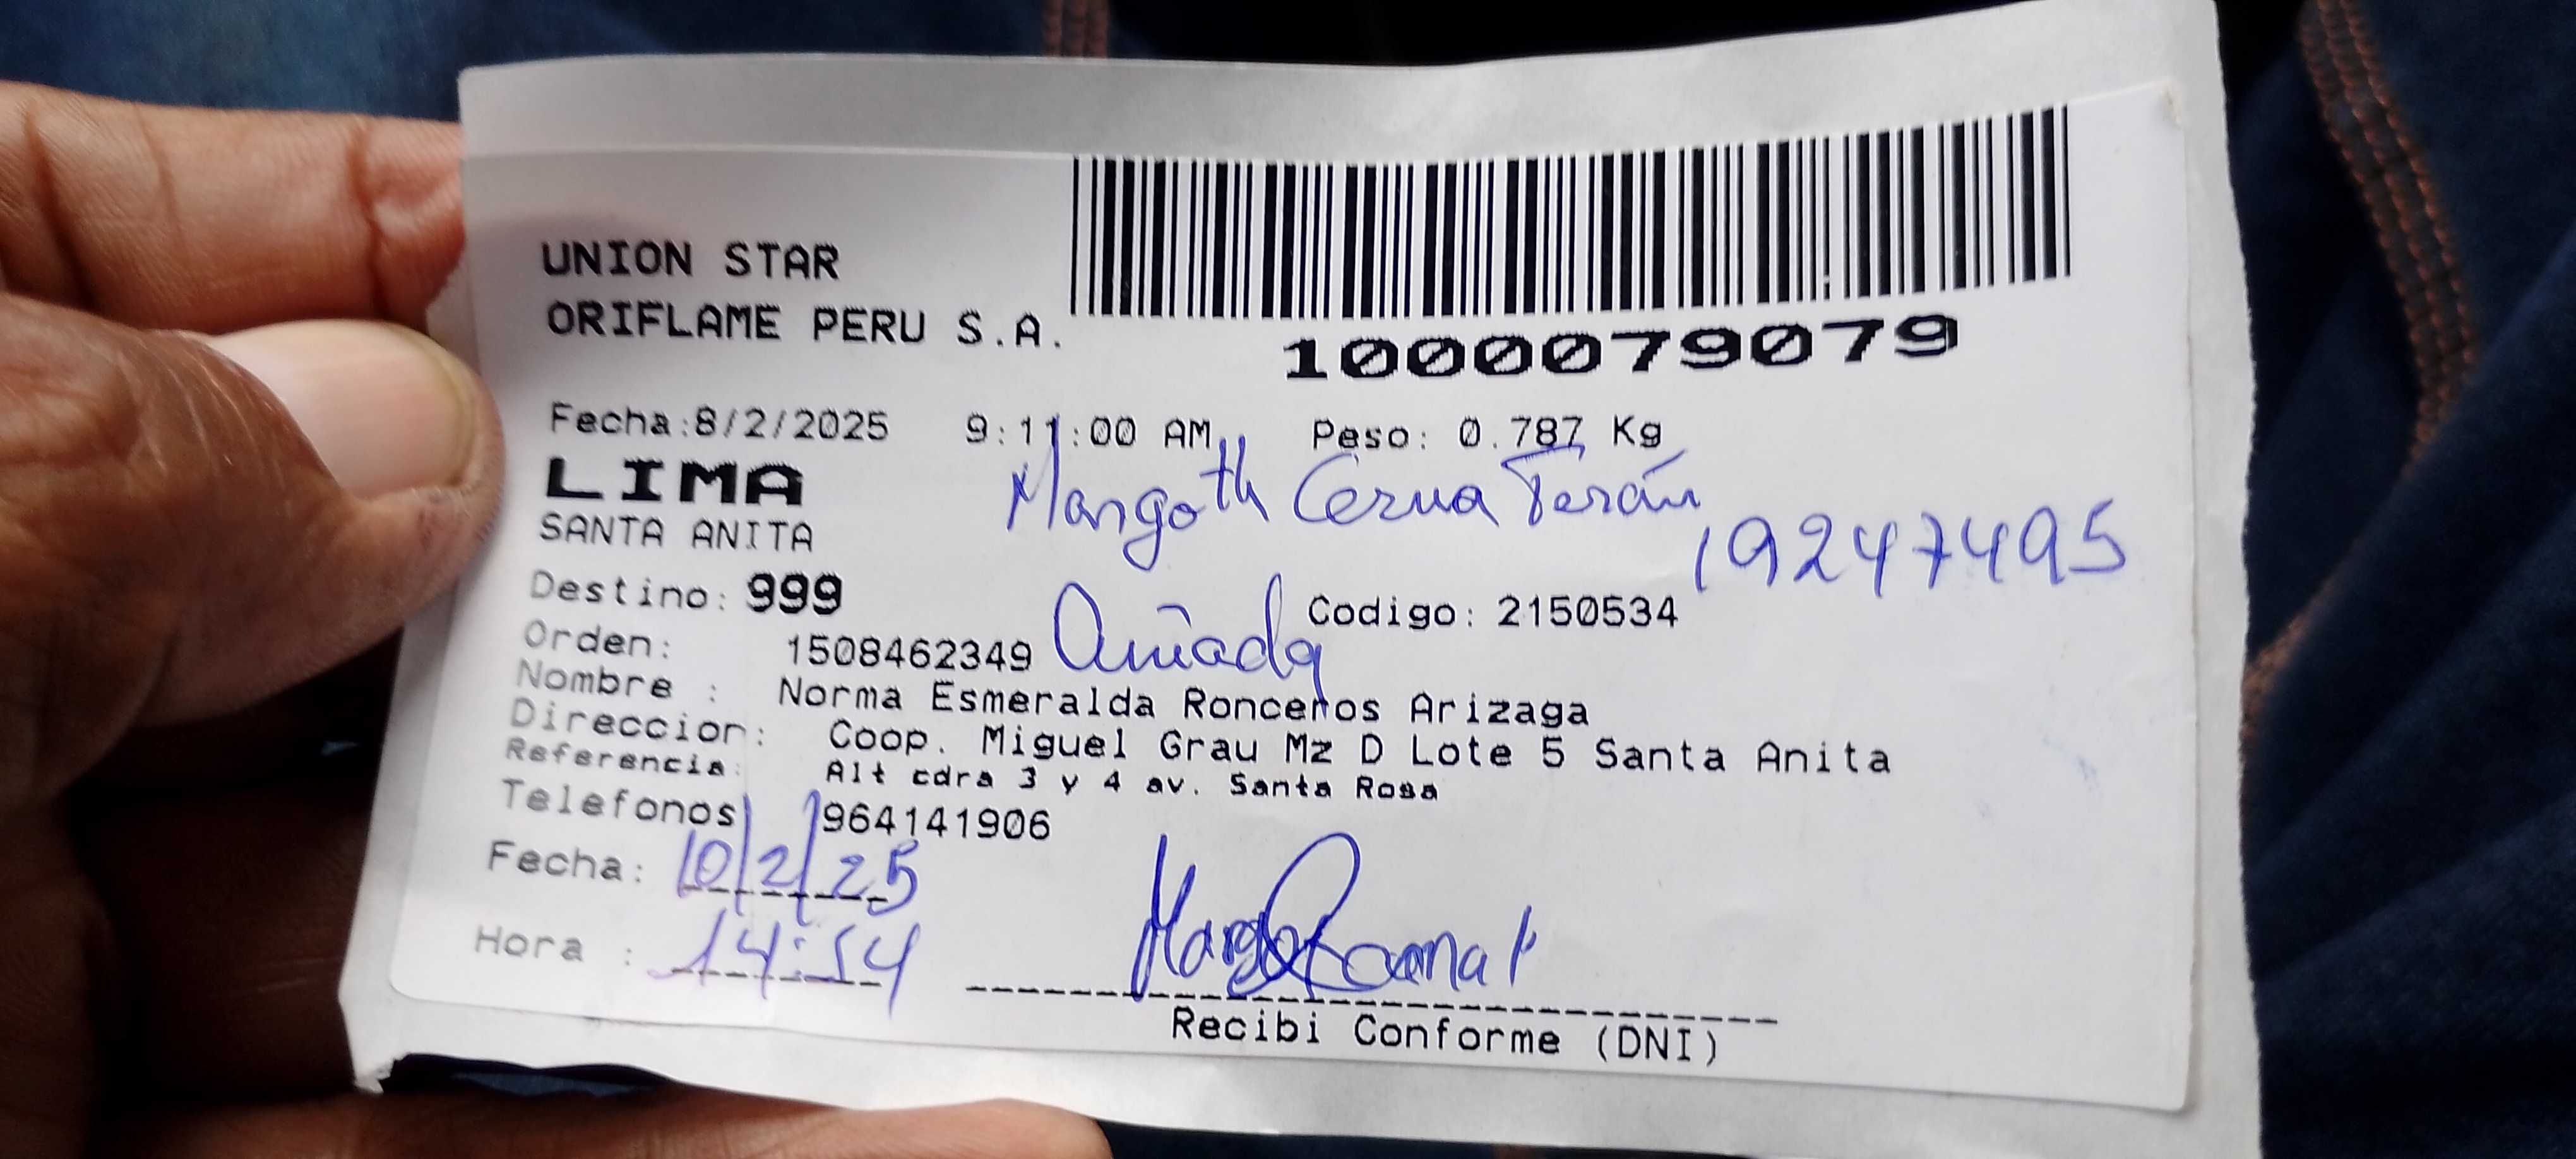 UNION STAR
ORIFLAME PERU S.A.
1000079079
Fecha:8/2/2025 9:11:00 AM Peso: 0.787 Kg
LIMA
Margoth Cerna Terán
SANTA ANITA
19247495
Destino: 999
Codigo: 2150534
Orden: 1508462349 Cuñada
Nombre : Norma Esmeralda Ronceños Arizaga
Direccion: Coop. Miguel Grau Mz D Lote 5 Santa Anita
Referencia: Alt cdra 3 y 4 av. Santa Rosa
Telefonos 964141906
Fecha: 10/2/25
Hora : 14:54
Recibi Conforme (DNI)